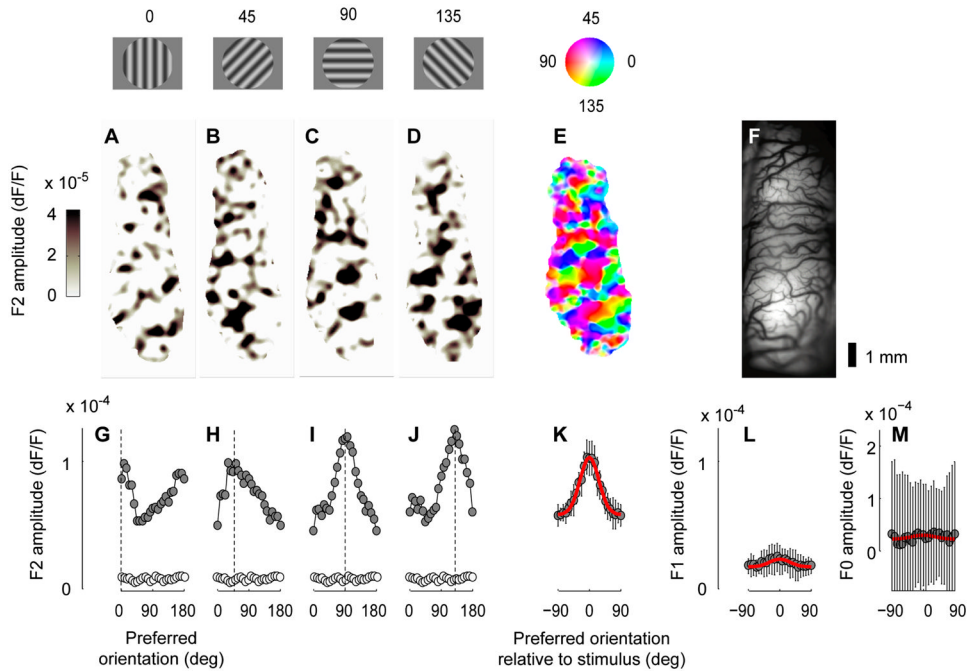 0 45 90 135 45
90 0
135
A B C D E F
F2 amplitude (dF/F)
x 10⁻⁵
4
2
0
1 mm
x 10⁻⁴ x 10⁻⁴ x 10⁻⁴
G H I J K L M
F2 amplitude (dF/F)
1
0
F1 amplitude (dF/F)
1
0
F0 amplitude (dF/F)
2
0
−2
−4
0 90 180 0 90 180 0 90 180 0 90 180 −90 0 90 −90 0 90 −90 0 90
Preferred
orientation (deg)
Preferred orientation
relative to stimulus (deg)